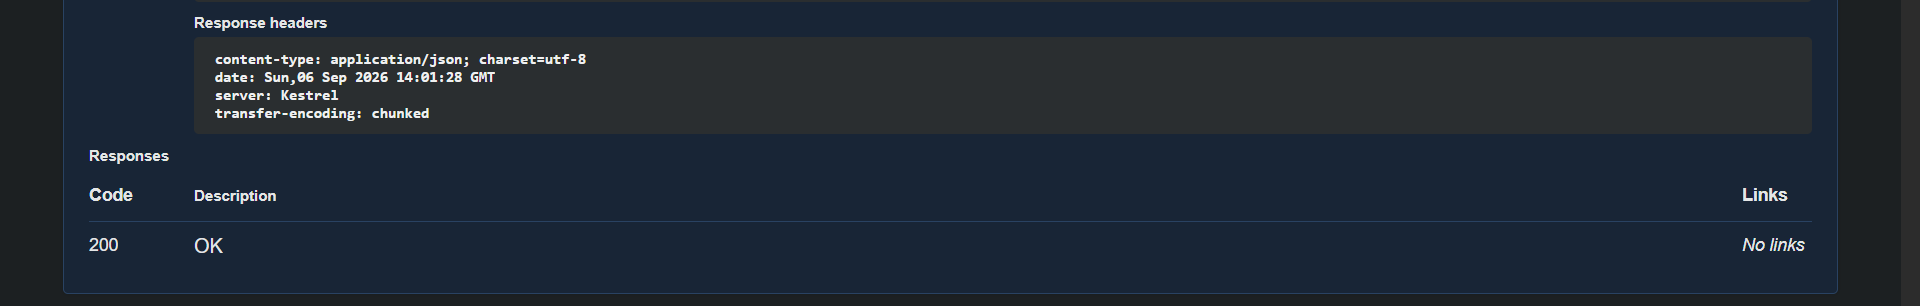 Response headers
content-type: application/json; charset=utf-8
date: Sun,06 Sep 2026 14:01:28 GMT
server: Kestrel
transfer-encoding: chunked
Responses
Code Description Links
200 OK No links